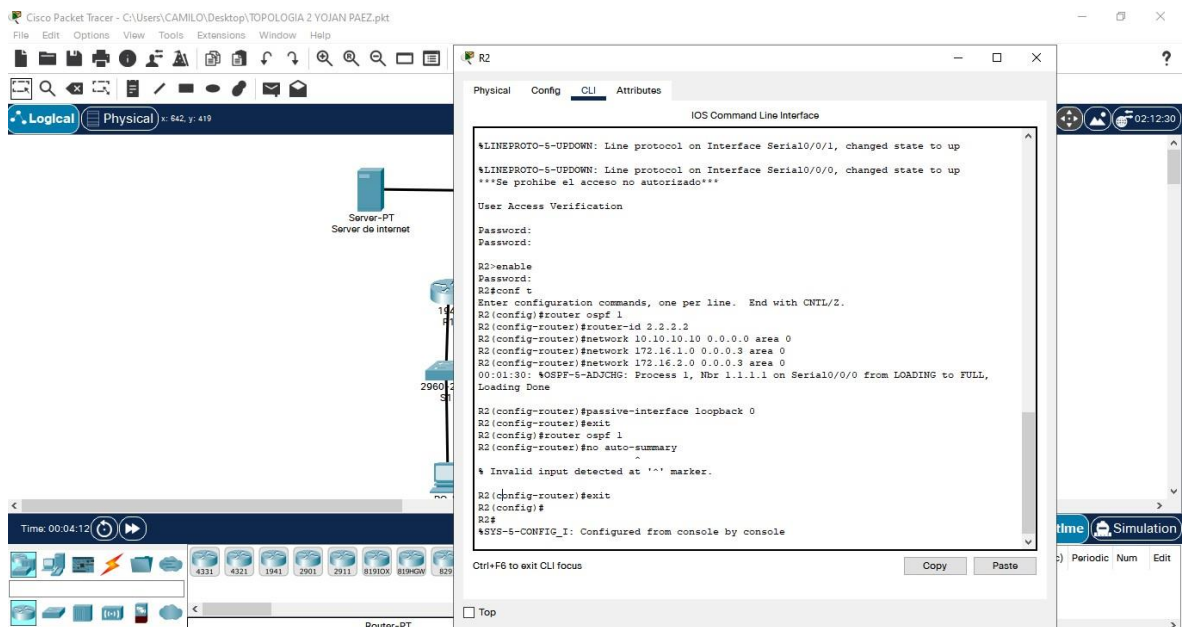 Cisco Packet Tracer - C:\Users\CAMILO\Desktop\TOPOLOGIA 2 YOJAN PAEZ.pkt
File Edit Options View Tools Extensions Window Help
Logical Physical x: 642, y: 419
02:12:30
Server-PT
Server de internet
R2
Physical Config CLI Attributes
IOS Command Line Interface
%LINEPROTO-5-UPDOWN: Line protocol on Interface Serial0/0/1, changed state to up
%LINEPROTO-5-UPDOWN: Line protocol on Interface Serial0/0/0, changed state to up
***Se prohibe el acceso no autorizado***
User Access Verification
Password:
Password:
R2>enable
Password:
R2#conf t
Enter configuration commands, one per line. End with CNTL/Z.
R2(config)#router ospf 1
R2(config-router)#router-id 2.2.2.2
R2(config-router)#network 10.10.10.10 0.0.0.0 area 0
R2(config-router)#network 172.16.1.0 0.0.0.3 area 0
R2(config-router)#network 172.16.2.0 0.0.0.3 area 0
00:01:30: %OSPF-5-ADJCHG: Process 1, Nbr 1.1.1.1 on Serial0/0/0 from LOADING to FULL,
Loading Done
R2(config-router)#passive-interface loopback 0
R2(config-router)#exit
R2(config)#router ospf 1
R2(config-router)#no auto-summary
^
% Invalid input detected at '^' marker.
R2(config-router)#exit
R2(config)#
R2#
%SYS-5-CONFIG_I: Configured from console by console
Ctrl+F6 to exit CLI focus
Copy Paste
Top
Time: 00:04:12
Simulation
4331 4321 1941 2901 2911 819IOX 819HGW 829
Periodic Num Edit
Router-PT